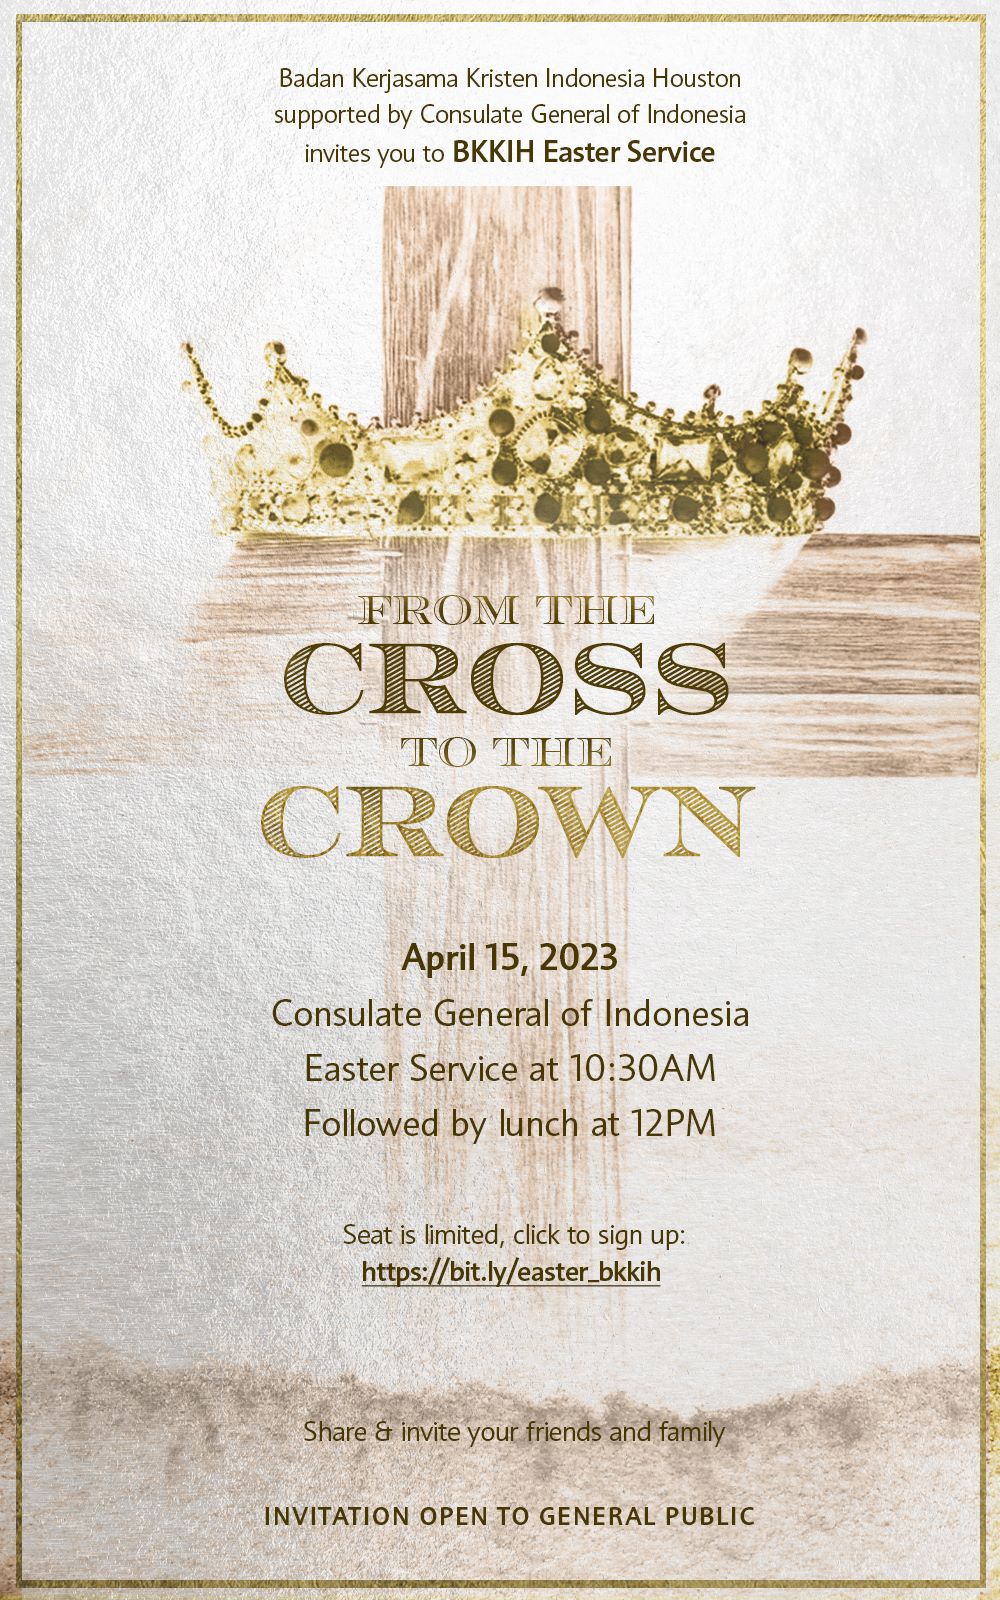 Badan Kerjasama Kristen Indonesia Houston
supported by Consulate General of Indonesia
invites you to BKKIH Easter Service
FROM THE
CROSS
TO THE
CROWN
April 15, 2023
Consulate General of Indonesia
Easter Service at 10:30AM
Followed by lunch at 12PM
Seat is limited, click to sign up:
https://bit.ly/easter_bkkih
Share & invite your friends and family
INVITATION OPEN TO GENERAL PUBLIC